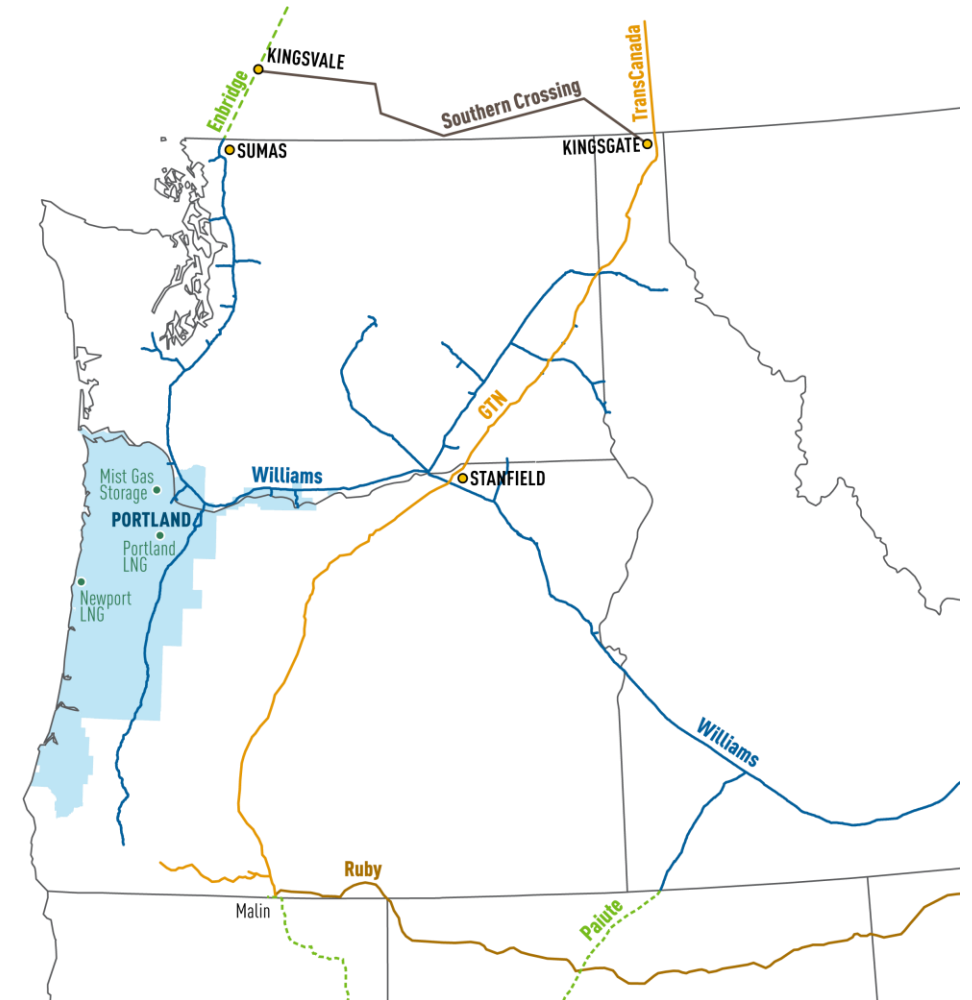 KINGSVALE
Enbridge
Southern Crossing
TransCanada
SUMAS
KINGSGATE
GTN
Williams
STANFIELD
Mist Gas
Storage
PORTLAND
Portland
LNG
Newport
LNG
Williams
Ruby
Malin
Paiute